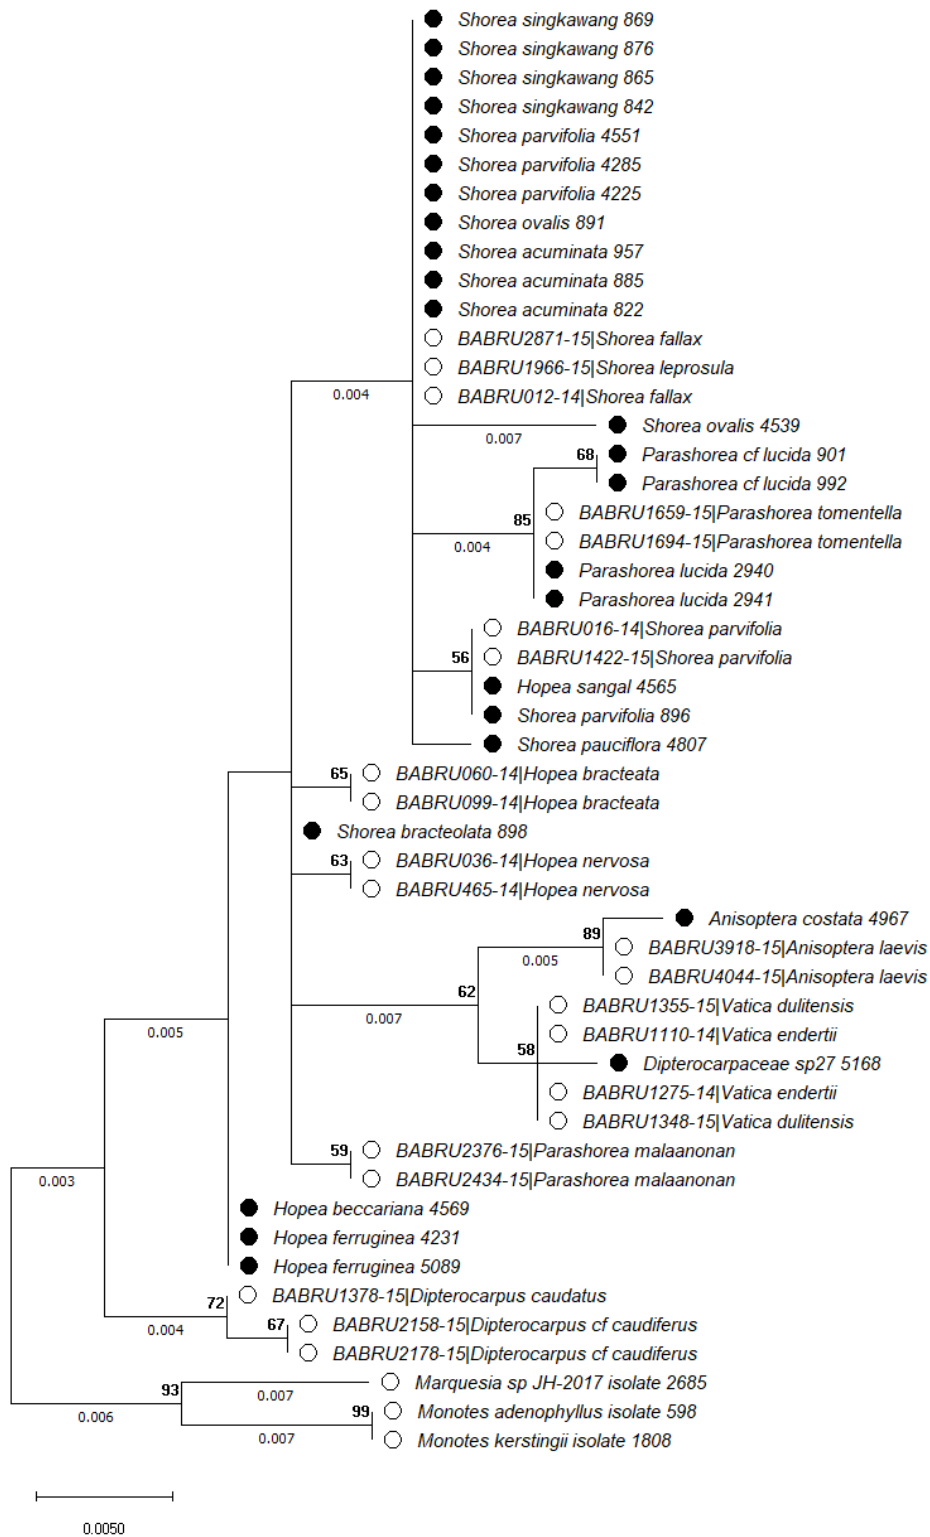 Shorea singkawang 869
Shorea singkawang 876
Shorea singkawang 865
Shorea singkawang 842
Shorea parvifolia 4551
Shorea parvifolia 4285
Shorea parvifolia 4225
Shorea ovalis 891
Shorea acuminata 957
Shorea acuminata 885
Shorea acuminata 822
BABRU2871-15|Shorea fallax
BABRU1966-15|Shorea leprosula
0.004
BABRU012-14|Shorea fallax
Shorea ovalis 4539
0.007
68 Parashorea cf lucida 901
Parashorea cf lucida 992
85 BABRU1659-15|Parashorea tomentella
0.004 BABRU1694-15|Parashorea tomentella
Parashorea lucida 2940
Parashorea lucida 2941
BABRU016-14|Shorea parvifolia
56 BABRU1422-15|Shorea parvifolia
Hopea sangal 4565
Shorea parvifolia 896
Shorea pauciflora 4807
65 BABRU060-14|Hopea bracteata
BABRU099-14|Hopea bracteata
Shorea bracteolata 898
63 BABRU036-14|Hopea nervosa
BABRU465-14|Hopea nervosa
Anisoptera costata 4967
89 BABRU3918-15|Anisoptera laevis
0.005 BABRU4044-15|Anisoptera laevis
62 BABRU1355-15|Vatica dulitensis
0.007 BABRU1110-14|Vatica endertii
0.005
58 Dipterocarpaceae sp27 5168
BABRU1275-14|Vatica endertii
BABRU1348-15|Vatica dulitensis
59 BABRU2376-15|Parashorea malaanonan
0.003 BABRU2434-15|Parashorea malaanonan
Hopea beccariana 4569
Hopea ferruginea 4231
Hopea ferruginea 5089
72 BABRU1378-15|Dipterocarpus caudatus
0.004 67 BABRU2158-15|Dipterocarpus cf caudiferus
BABRU2178-15|Dipterocarpus cf caudiferus
93 Marquesia sp JH-2017 isolate 2685
0.007
0.006 99 Monotes adenophyllus isolate 598
0.007 Monotes kerstingii isolate 1808
0.0050